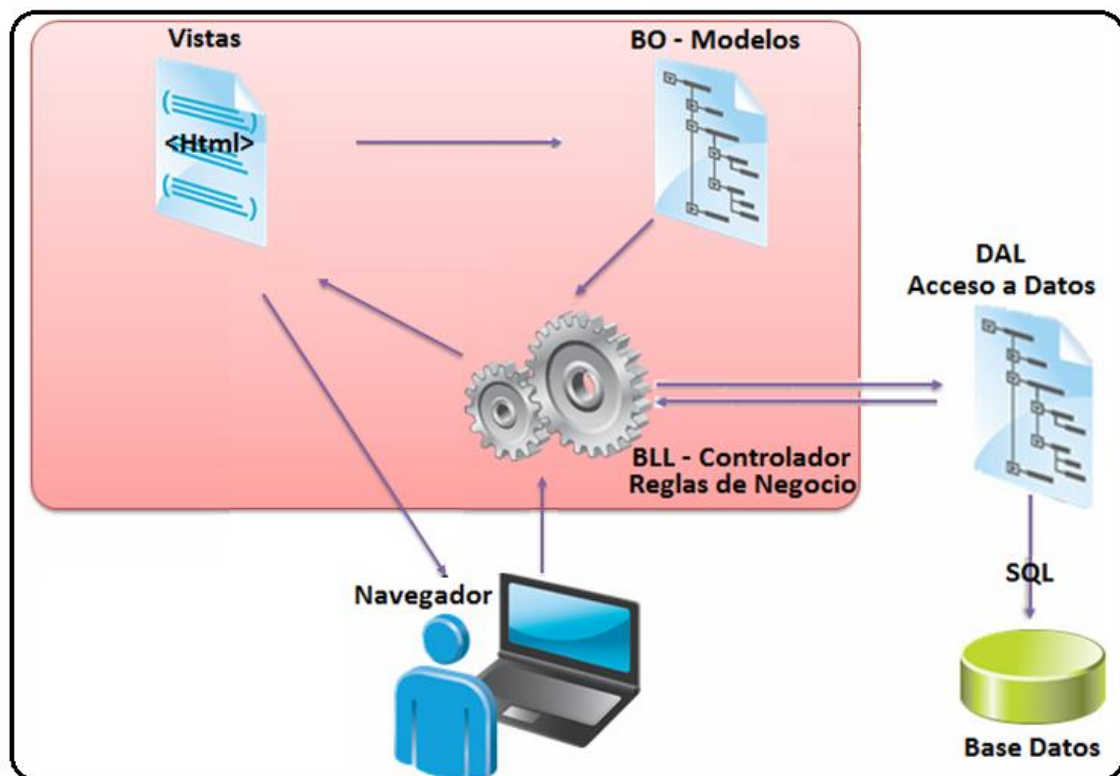 Vistas
BO - Modelos
<Html>
DAL
Acceso a Datos
BLL - Controlador
Reglas de Negocio
Navegador
SQL
Base Datos